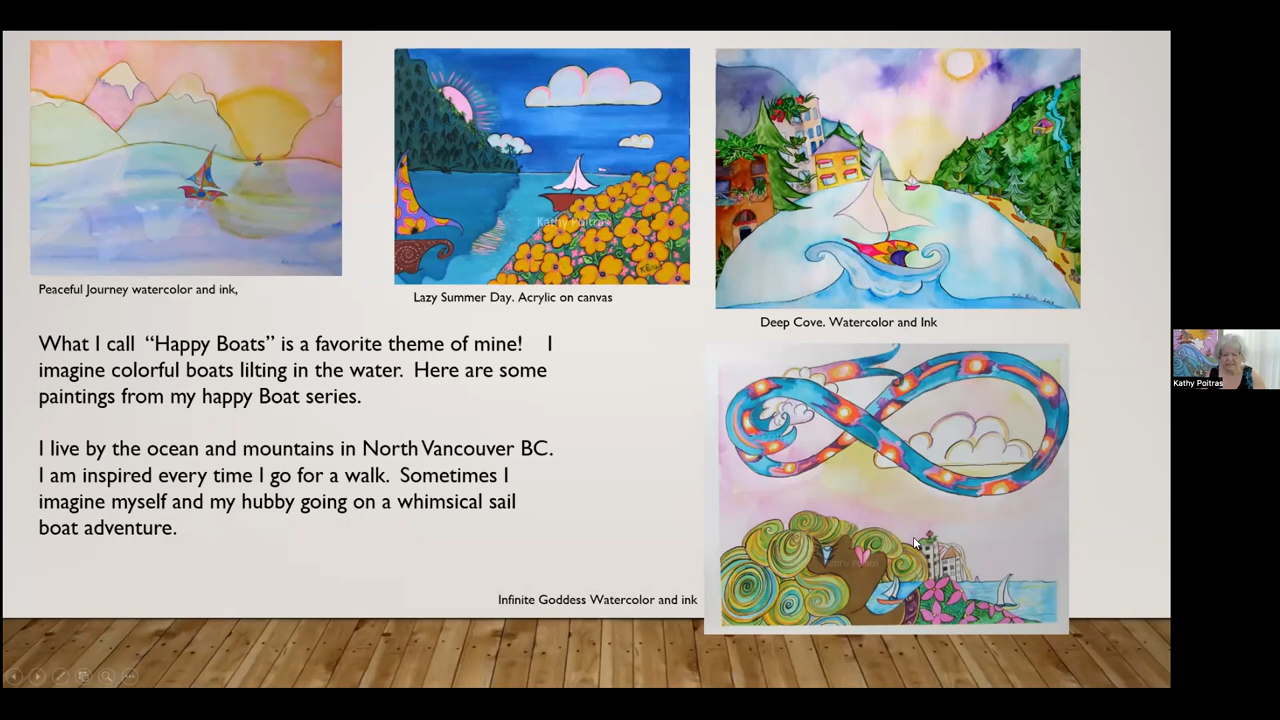 Kathy Poitras
Peaceful Journey watercolor and ink,
Lazy Summer Day. Acrylic on canvas
Deep Cove. Watercolor and Ink
What I call “Happy Boats” is a favorite theme of mine! I
imagine colorful boats lilting in the water. Here are some
paintings from my happy Boat series.
I live by the ocean and mountains in North Vancouver BC.
I am inspired every time I go for a walk. Sometimes I
imagine myself and my hubby going on a whimsical sail
boat adventure.
Kathy Poitras
Kathy Poitras
Infinite Goddess Watercolor and ink